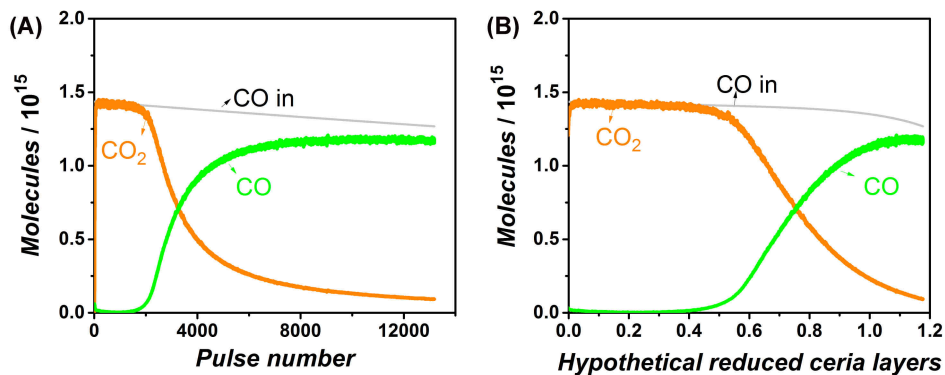 (A)
2.0
1.5
1.0
0.5
0.0
Molecules / 10^15
CO in
CO₂
CO
0 4000 8000 12000
Pulse number
(B)
2.0
1.5
1.0
0.5
0.0
Molecules / 10^15
CO in
CO₂
CO
0.0 0.2 0.4 0.6 0.8 1.0 1.2
Hypothetical reduced ceria layers